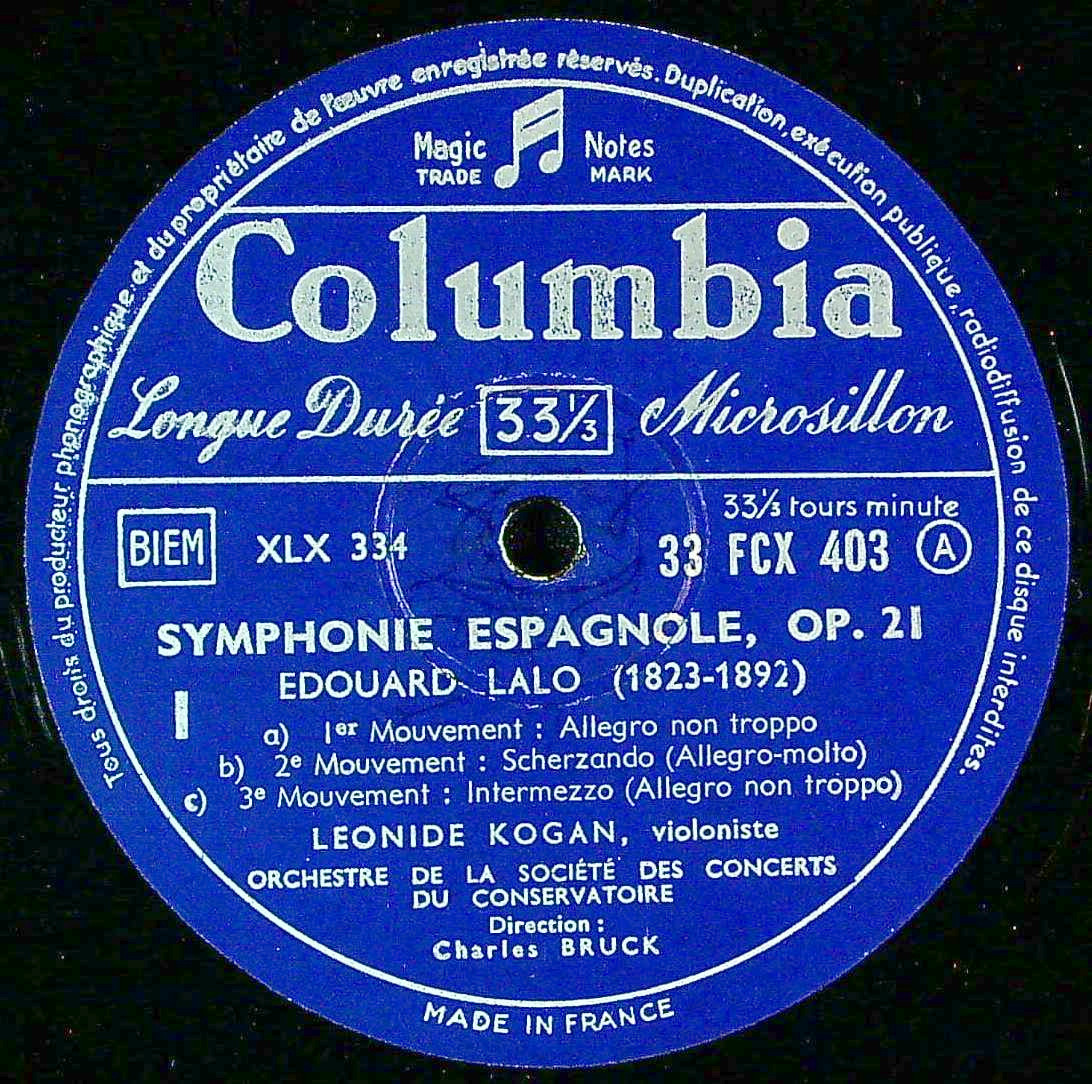 Tous droits du producteur phonographique et du propriétaire de l'œuvre enregistrée réservés. Duplication, exécution publique, radiodiffusion de ce disque interdites.
Magic Notes
TRADE MARK
Columbia
Longue Durée 33⅓ Microsillon
33⅓ tours minute
BIEM XLX 334 33 FCX 403 A
SYMPHONIE ESPAGNOLE, OP. 21
EDOUARD LALO (1823-1892)
I
a) 1er Mouvement : Allegro non troppo
b) 2e Mouvement : Scherzando (Allegro-molto)
c) 3e Mouvement : Intermezzo (Allegro non troppo)
LEONIDE KOGAN, violoniste
ORCHESTRE DE LA SOCIÉTÉ DES CONCERTS
DU CONSERVATOIRE
Direction :
Charles BRUCK
MADE IN FRANCE